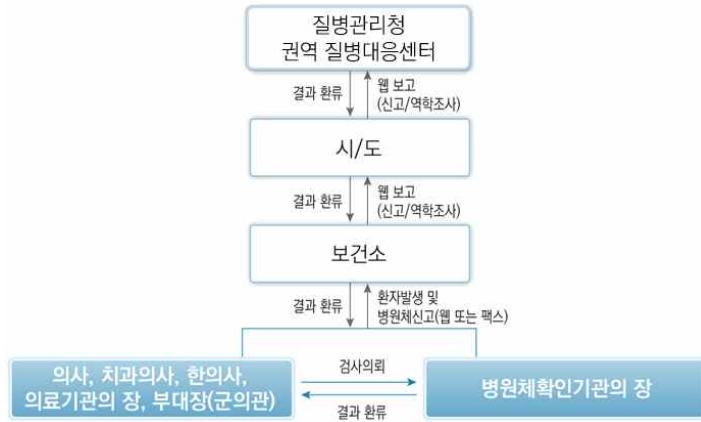 질병관리청
권역 질병대응센터
결과 환류
웹 보고
(신고/역학조사)
시/도
결과 환류
웹 보고
(신고/역학조사)
보건소
결과 환류
환자발생 및
병원체신고(웹 또는 팩스)
의사, 치과의사, 한의사,
의료기관의 장, 부대장(군의관)
검사의뢰
결과 환류
병원체확인기관의 장